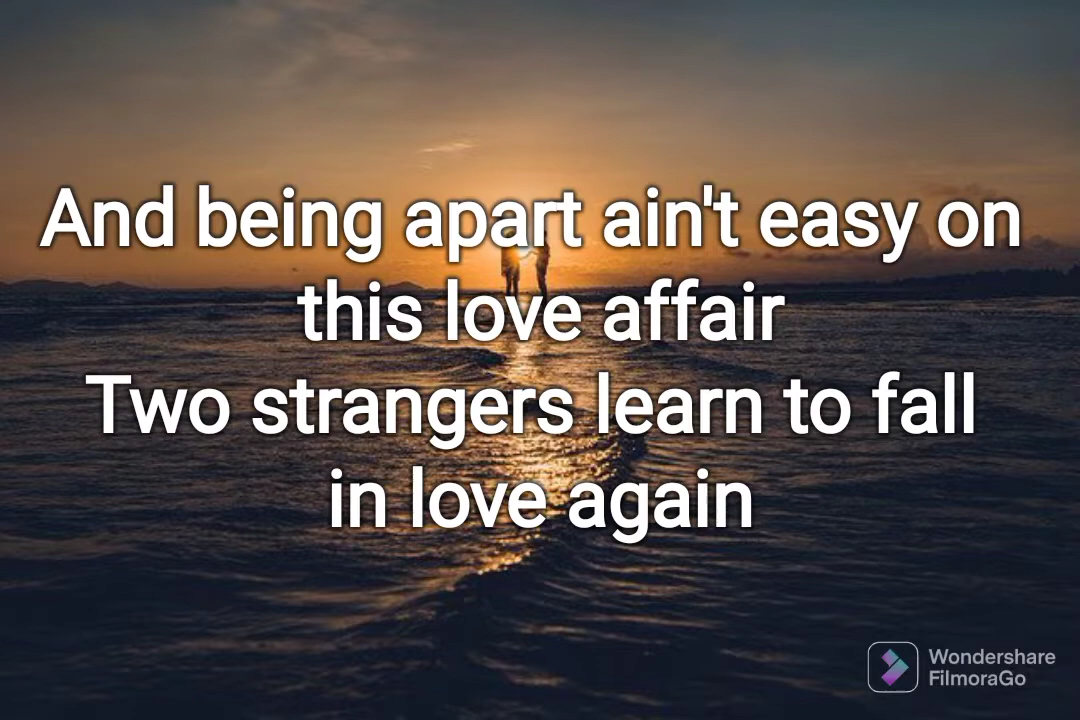 And being apart ain't easy on
this love affair
Two strangers learn to fall
in love again
Wondershare
FilmoraGo